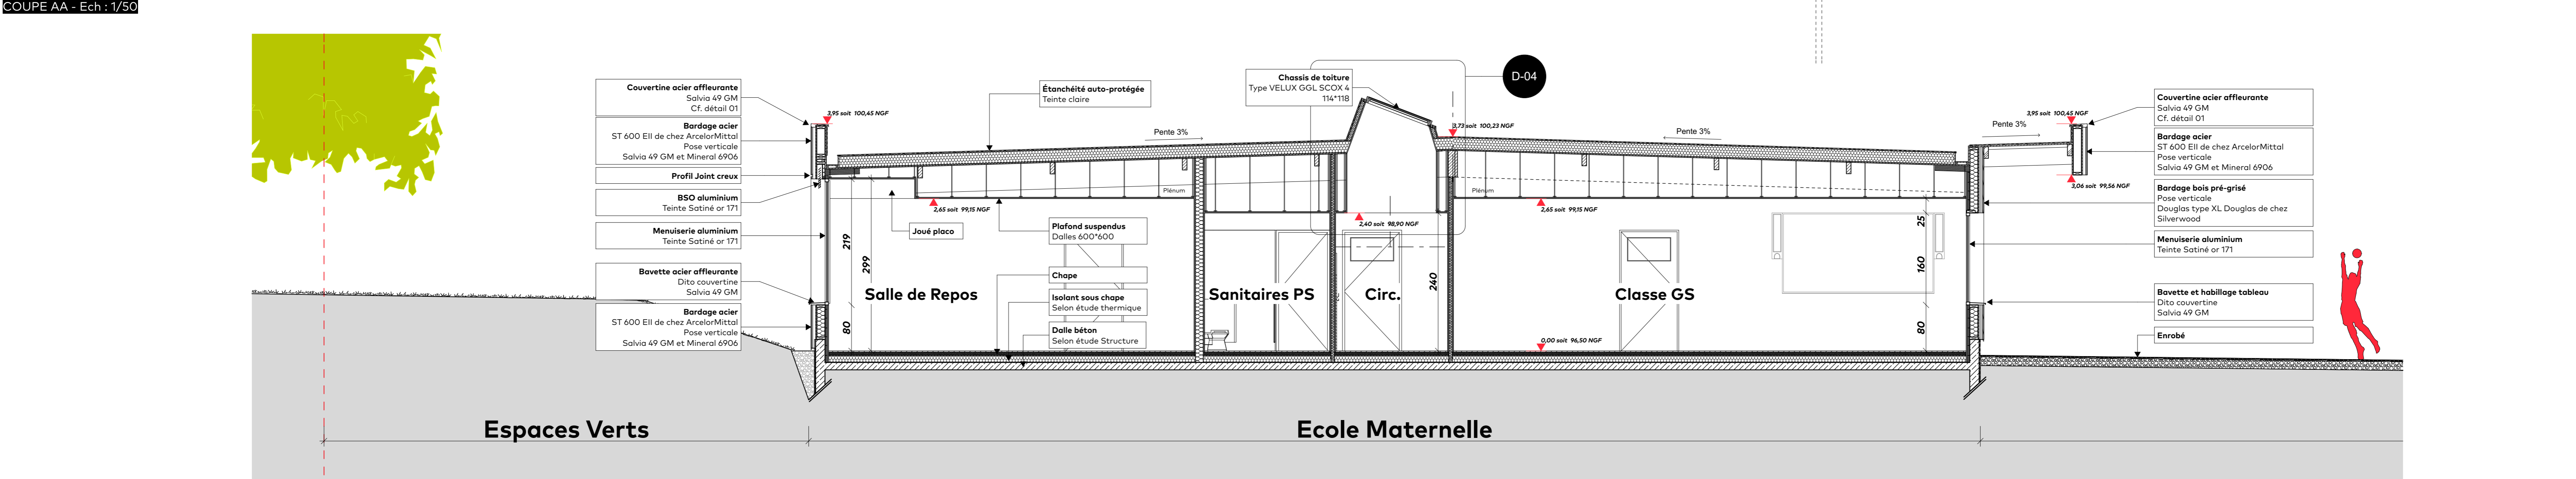 COUPE AA - Ech : 1/50
Couvertine acier affleurante
Salvia 49 GM
Cf. détail 01
Bardage acier
ST 600 EII de chez ArcelorMittal
Pose verticale
Salvia 49 GM et Mineral 6906
Profil Joint creux
BSO aluminium
Teinte Satiné or 171
Menuiserie aluminium
Teinte Satiné or 171
Bavette acier affleurante
Dito couvertine
Salvia 49 GM
Bardage acier
ST 600 EII de chez ArcelorMittal
Pose verticale
Salvia 49 GM et Mineral 6906
3,95 soit 100,45 NGF
Étanchéité auto-protégée
Teinte claire
Pente 3%
Chassis de toiture
Type VELUX GGL SCOX 4
114*118
D-04
3,73 soit 100,23 NGF
Pente 3%
Plénum
Plénum
2,65 soit 99,15 NGF
2,40 soit 98,90 NGF
2,65 soit 99,15 NGF
Joué placo
Plafond suspendus
Dalles 600*600
Chape
Isolant sous chape
Selon étude thermique
Dalle béton
Selon étude Structure
219
299
80
240
25
160
80
Salle de Repos
Sanitaires PS
Circ.
Classe GS
0,00 soit 96,50 NGF
3,95 soit 100,45 NGF
Pente 3%
3,06 soit 99,56 NGF
Couvertine acier affleurante
Salvia 49 GM
Cf. détail 01
Bardage acier
ST 600 EII de chez ArcelorMittal
Pose verticale
Salvia 49 GM et Mineral 6906
Bardage bois pré-grisé
Pose verticale
Douglas type XL Douglas de chez
Silverwood
Menuiserie aluminium
Teinte Satiné or 171
Bavette et habillage tableau
Dito couvertine
Salvia 49 GM
Enrobé
Espaces Verts
Ecole Maternelle